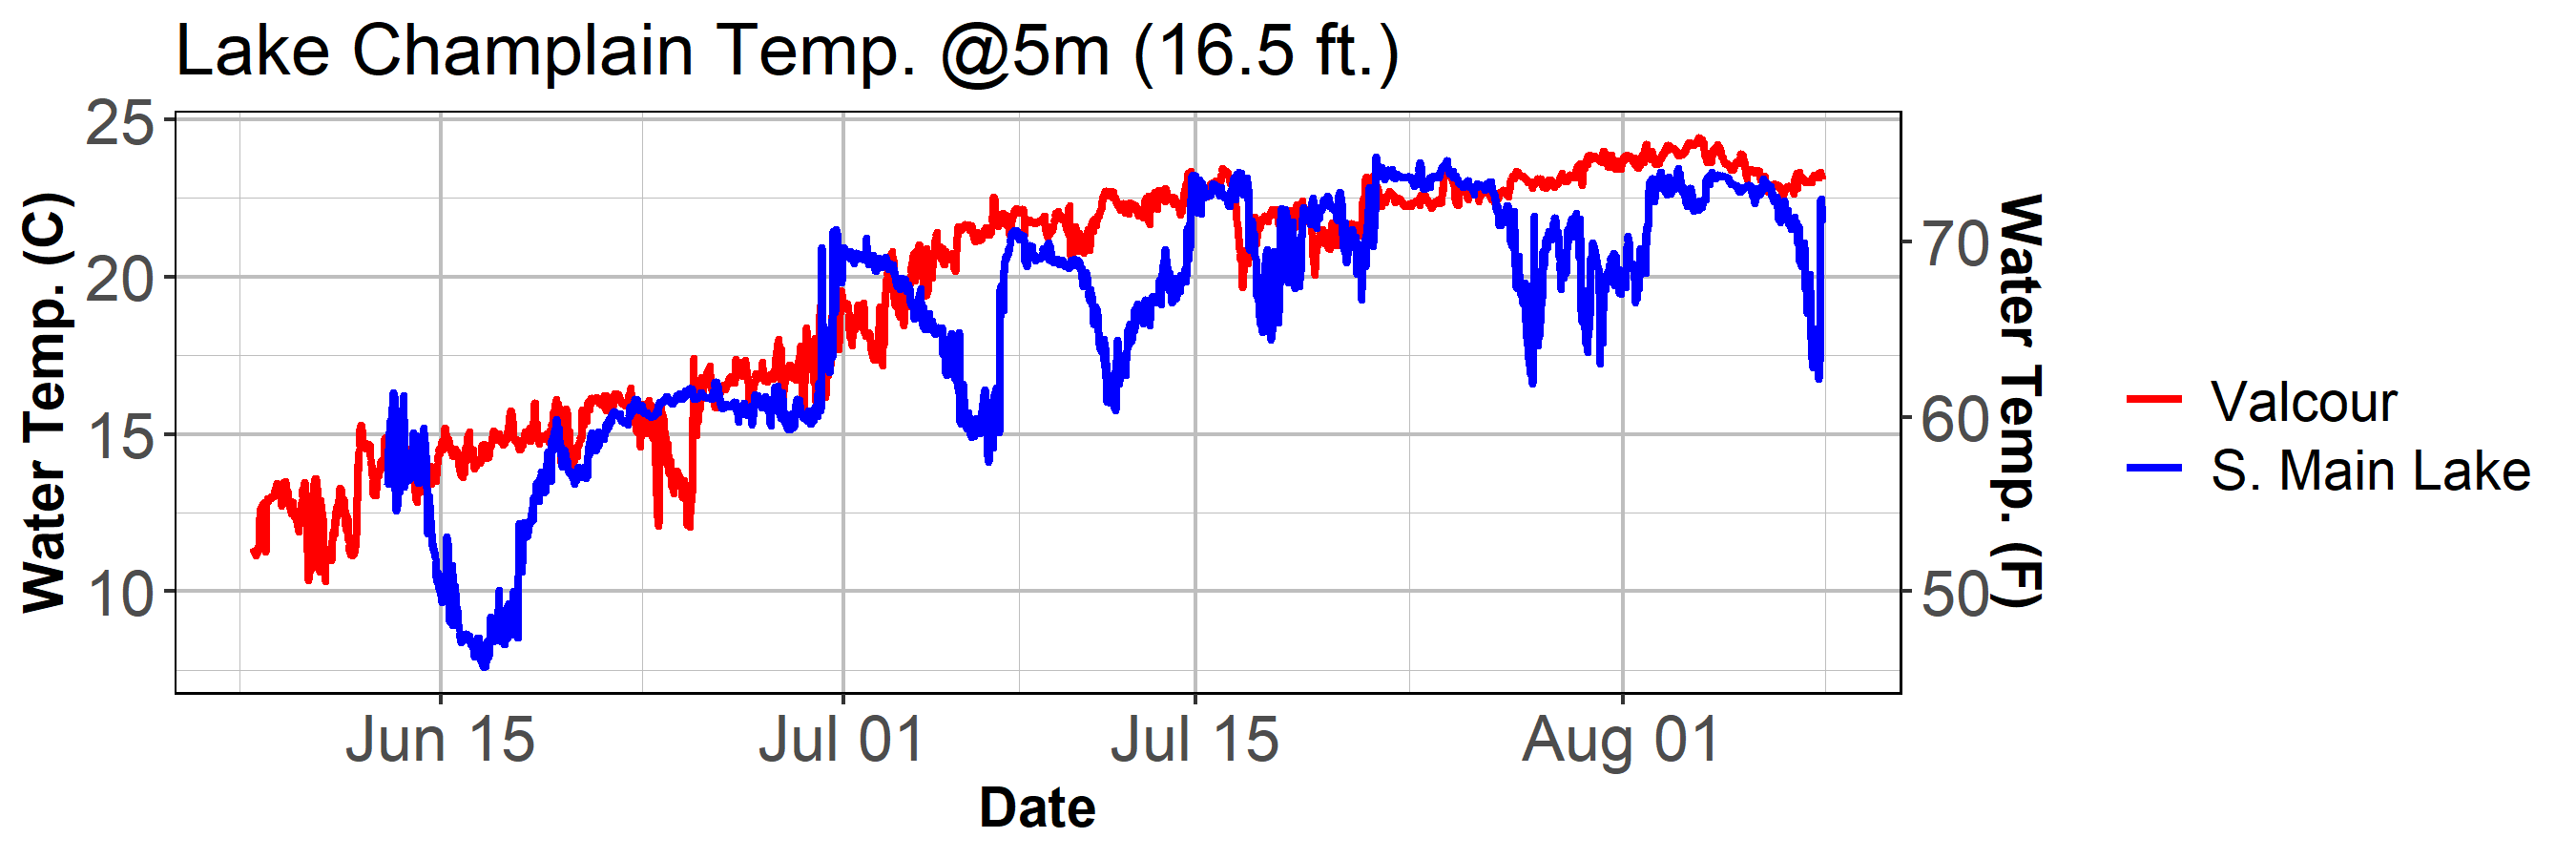 Lake Champlain Temp. @5m (16.5 ft.)
Water Temp. (C)
25
20
15
10
70
60
50
Water Temp. (F)
Jun 15
Jul 01
Jul 15
Aug 01
Date
Valcour
S. Main Lake